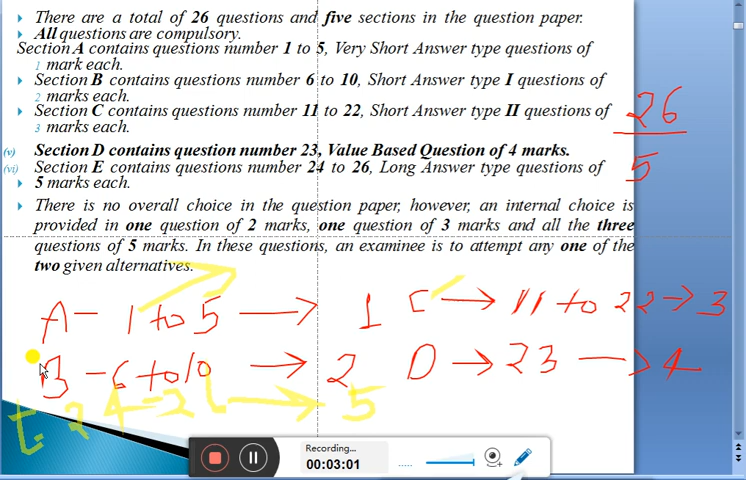 There are a total of 26 questions and five sections in the question paper.
All questions are compulsory.
Section A contains questions number 1 to 5, Very Short Answer type questions of
1 mark each.
Section B contains questions number 6 to 10, Short Answer type I questions of
2 marks each.
Section C contains questions number 11 to 22, Short Answer type II questions of
3 marks each.
(v) Section D contains question number 23, Value Based Question of 4 marks.
(vi) Section E contains questions number 24 to 26, Long Answer type questions of
5 marks each.
There is no overall choice in the question paper, however, an internal choice is
provided in one question of 2 marks, one question of 3 marks and all the three
questions of 5 marks. In these questions, an examinee is to attempt any one of the
two given alternatives.
26
5
A - 1 to 5 → 1
C → 11 to 22 → 3
B - 6 to 10 → 2
D → 23 → 4
E: 24 - 26 → 5
Recording...
00:03:01